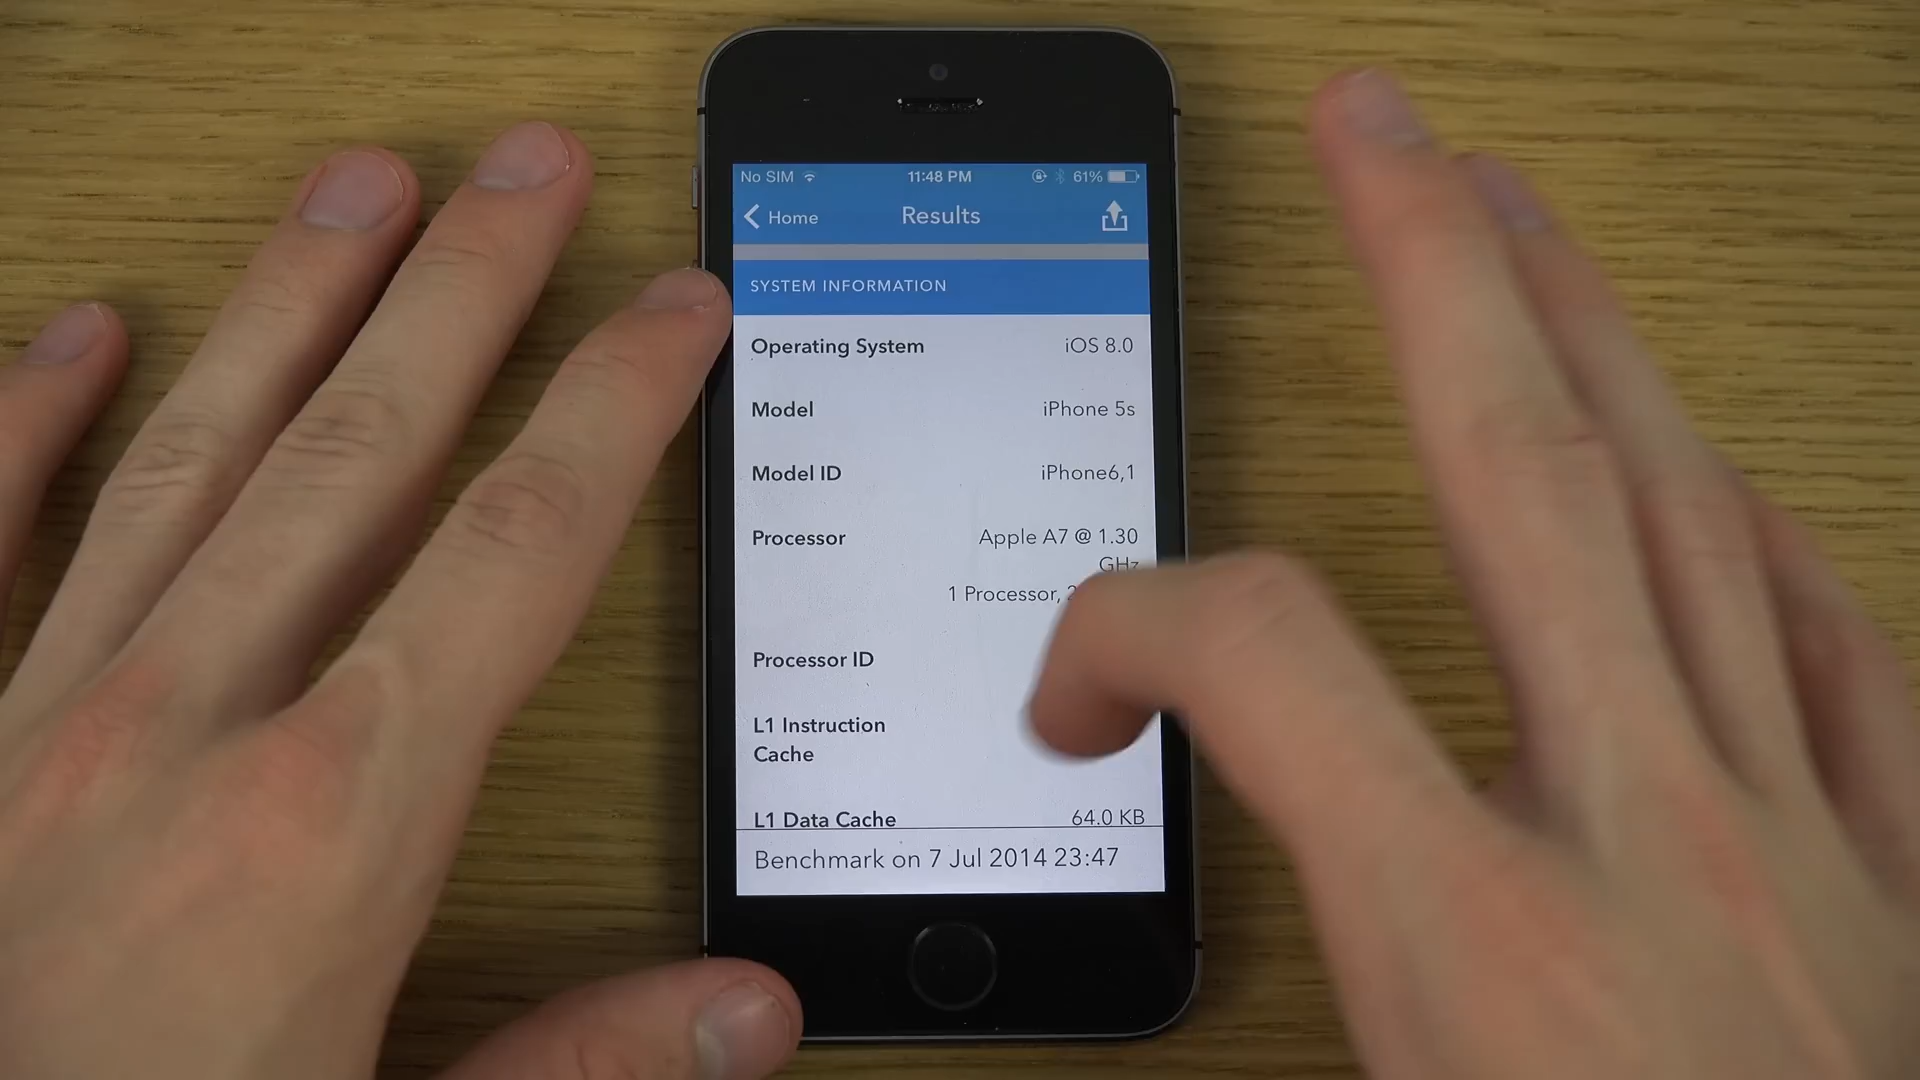 No SIM 11:48 PM 61%
Home Results
SYSTEM INFORMATION
Operating System iOS 8.0
Model iPhone 5s
Model ID iPhone6,1
Processor Apple A7 @ 1.30
GHz
1 Processor, 2
Processor ID
L1 Instruction
Cache
L1 Data Cache 64.0 KB
Benchmark on 7 Jul 2014 23:47